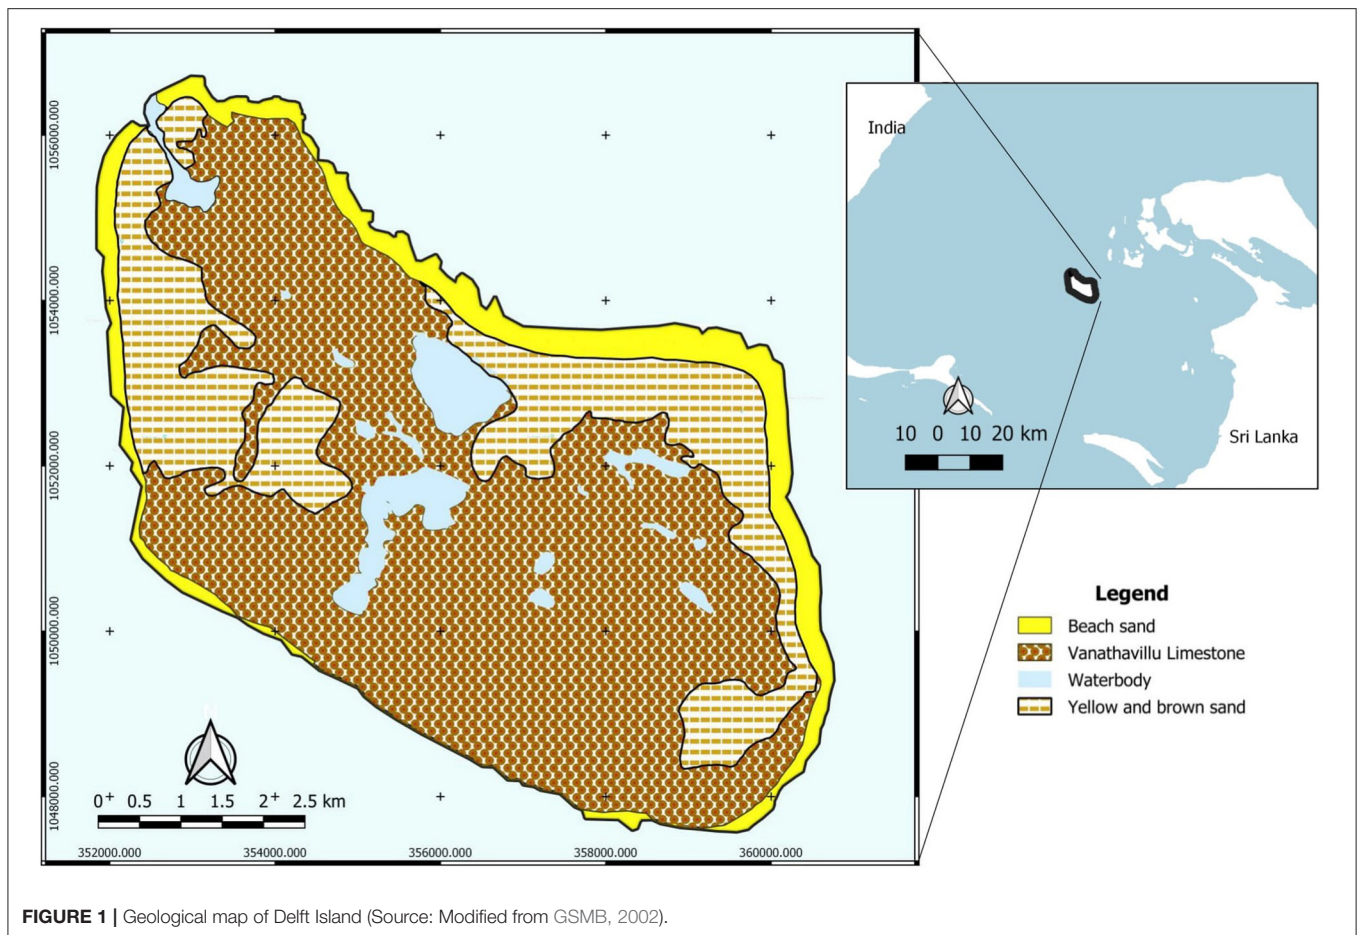 1056000.000
1054000.000
1052000.000
1050000.000
1048000.000
0 0.5 1 1.5 2 2.5 km
352000.000 354000.000 356000.000 358000.000 360000.000
India
10 0 10 20 km
Sri Lanka
Legend
Beach sand
Vanathavillu Limestone
Waterbody
Yellow and brown sand
FIGURE 1 | Geological map of Delft Island (Source: Modified from GSMB, 2002).